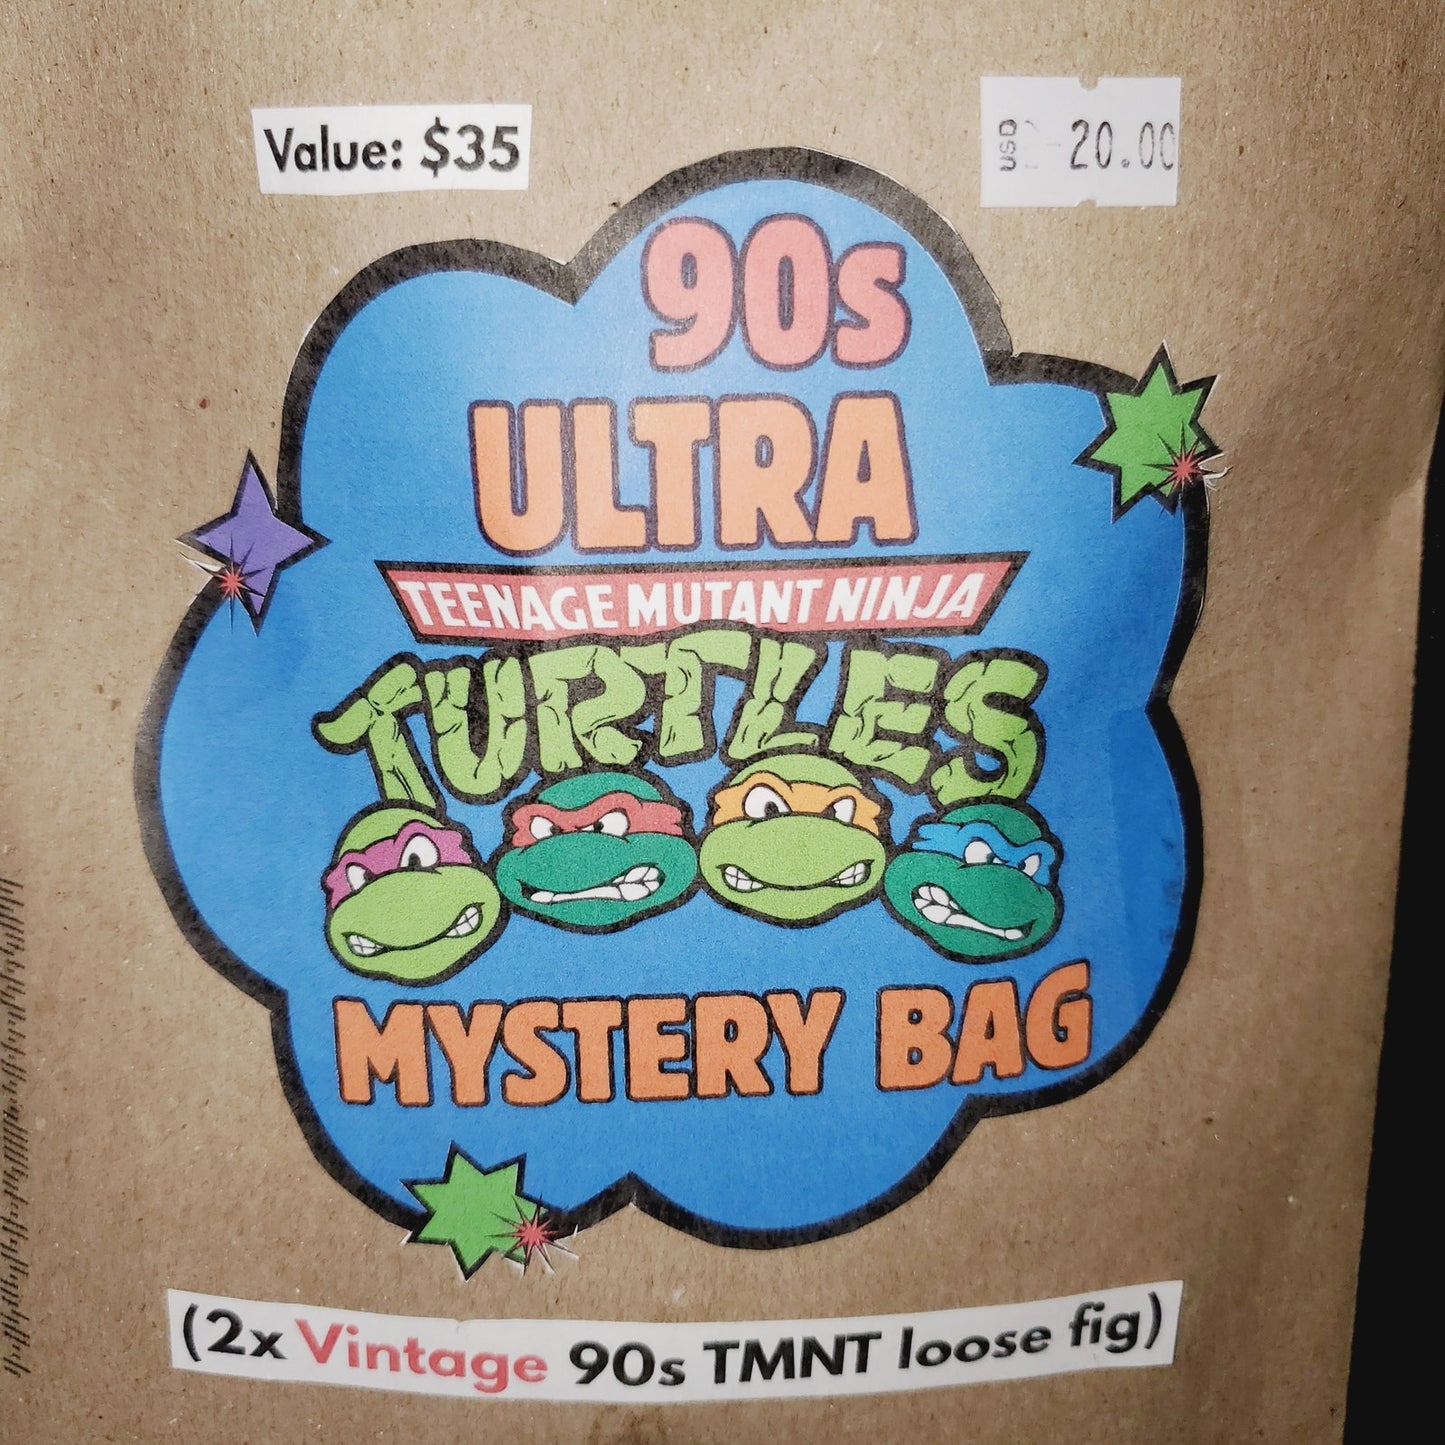 Value: $35
USD 20.00
90s
ULTRA
TEENAGE MUTANT NINJA
TURTLES
MYSTERY BAG
(2x Vintage 90s TMNT loose fig)